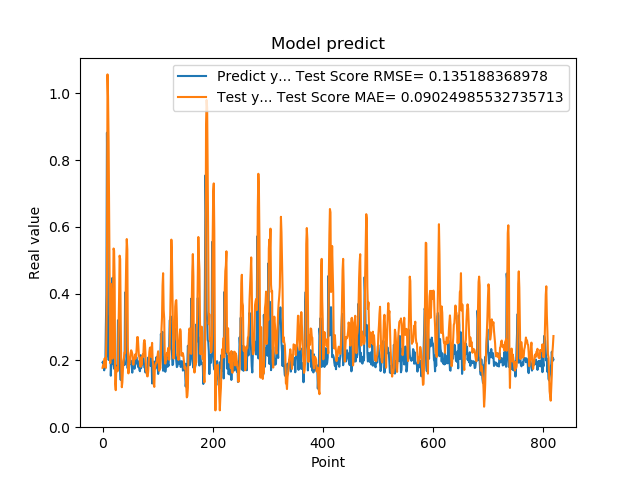 Model predict
Predict y... Test Score RMSE= 0.135188368978
Test y... Test Score MAE= 0.09024985532735713
1.0
0.8
0.6
0.4
0.2
0.0
Real value
0
200
400
600
800
Point